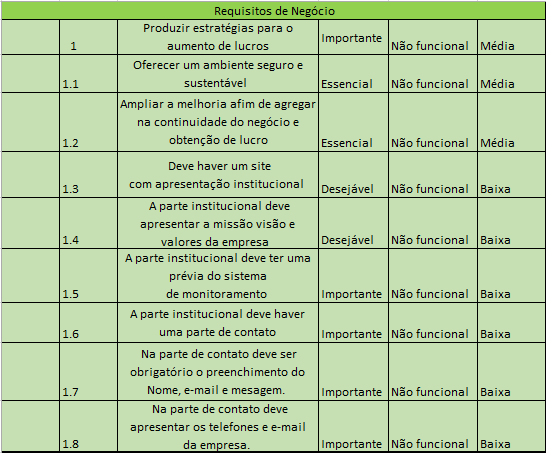 Requisitos de Negócio
1 Produzir estratégias para o
aumento de lucros Importante Não funcional Média
1.1 Oferecer um ambiente seguro e
sustentável Essencial Não funcional Média
1.2 Ampliar a melhoria afim de agregar
na continuidade do negócio e
obtenção de lucro Essencial Não funcional Média
1.3 Deve haver um site
com apresentação institucional Desejável Não funcional Baixa
1.4 A parte institucional deve
apresentar a missão visão e
valores da empresa Desejável Não funcional Baixa
1.5 A parte institucional deve ter uma
prévia do sistema
de monitoramento Importante Não funcional Baixa
1.6 A parte institucional deve haver
uma parte de contato Importante Não funcional Baixa
1.7 Na parte de contato deve ser
obrigatório o preenchimento do
Nome, e-mail e mesagem. Importante Não funcional Baixa
1.8 Na parte de contato deve
apresentar os telefones e e-mail
da empresa. Importante Não funcional Baixa